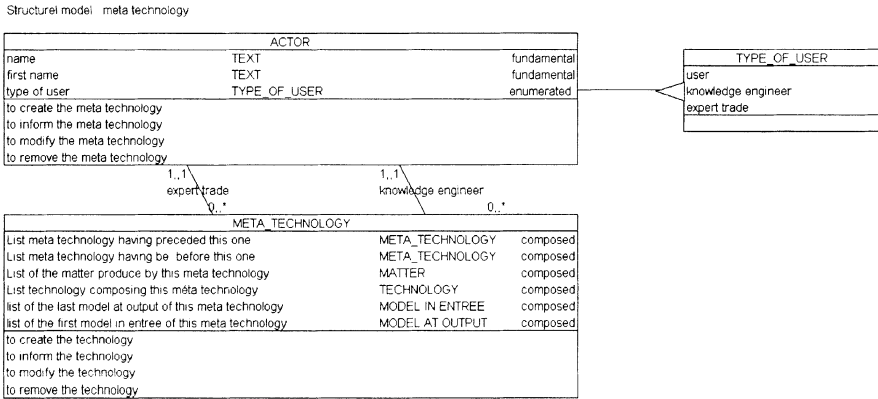 Structurel model meta technology
ACTOR
name TEXT fundamental
first name TEXT fundamental
type of user TYPE_OF_USER enumerated
to create the meta technology
to inform the meta technology
to modify the meta technology
to remove the meta technology
TYPE_OF_USER
user
knowledge engineer
expert trade
1,,1 1,,1
expert trade knowledge engineer
0,,* 0,,*
META_TECHNOLOGY
List meta technology having preceded this one META_TECHNOLOGY composed
List meta technology having be before this one META_TECHNOLOGY composed
List of the matter produce by this meta technology MATTER composed
List technology composing this méta technology TECHNOLOGY composed
list of the last model at output of this meta technology MODEL IN ENTREE composed
list of the first model in entree of this meta technology MODEL AT OUTPUT composed
to create the technology
to inform the technology
to modify the technology
to remove the technology